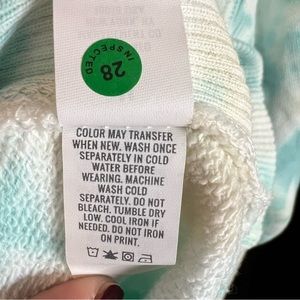 INSPECTED
28
COLOR MAY TRANSFER
WHEN NEW. WASH ONCE
SEPARATELY IN COLD
WATER BEFORE
WEARING. MACHINE
WASH COLD
SEPARATELY. DO NOT
BLEACH. TUMBLE DRY
LOW. COOL IRON IF
NEEDED. DO NOT IRON
ON PRINT.